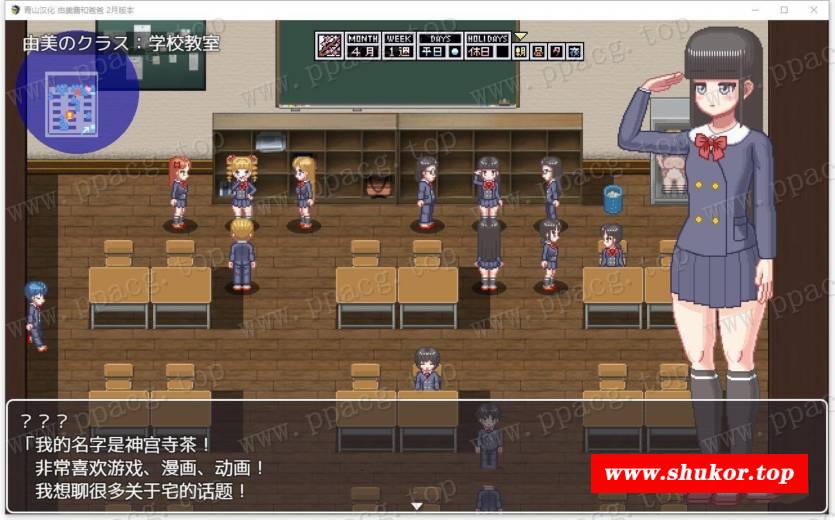 青山汉化 由美酱和爸爸 2月版本
由美のクラス：学校教室
MONTH WEEK DAYS HOLIDAYS
4月 1週 平日 休日 朝 昼 夕 夜
？？？
「我的名字是神宫寺茶！
非常喜欢游戏、漫画、动画！
我想聊很多关于宅的话题！
www.shukor.top
www.ppacg.top